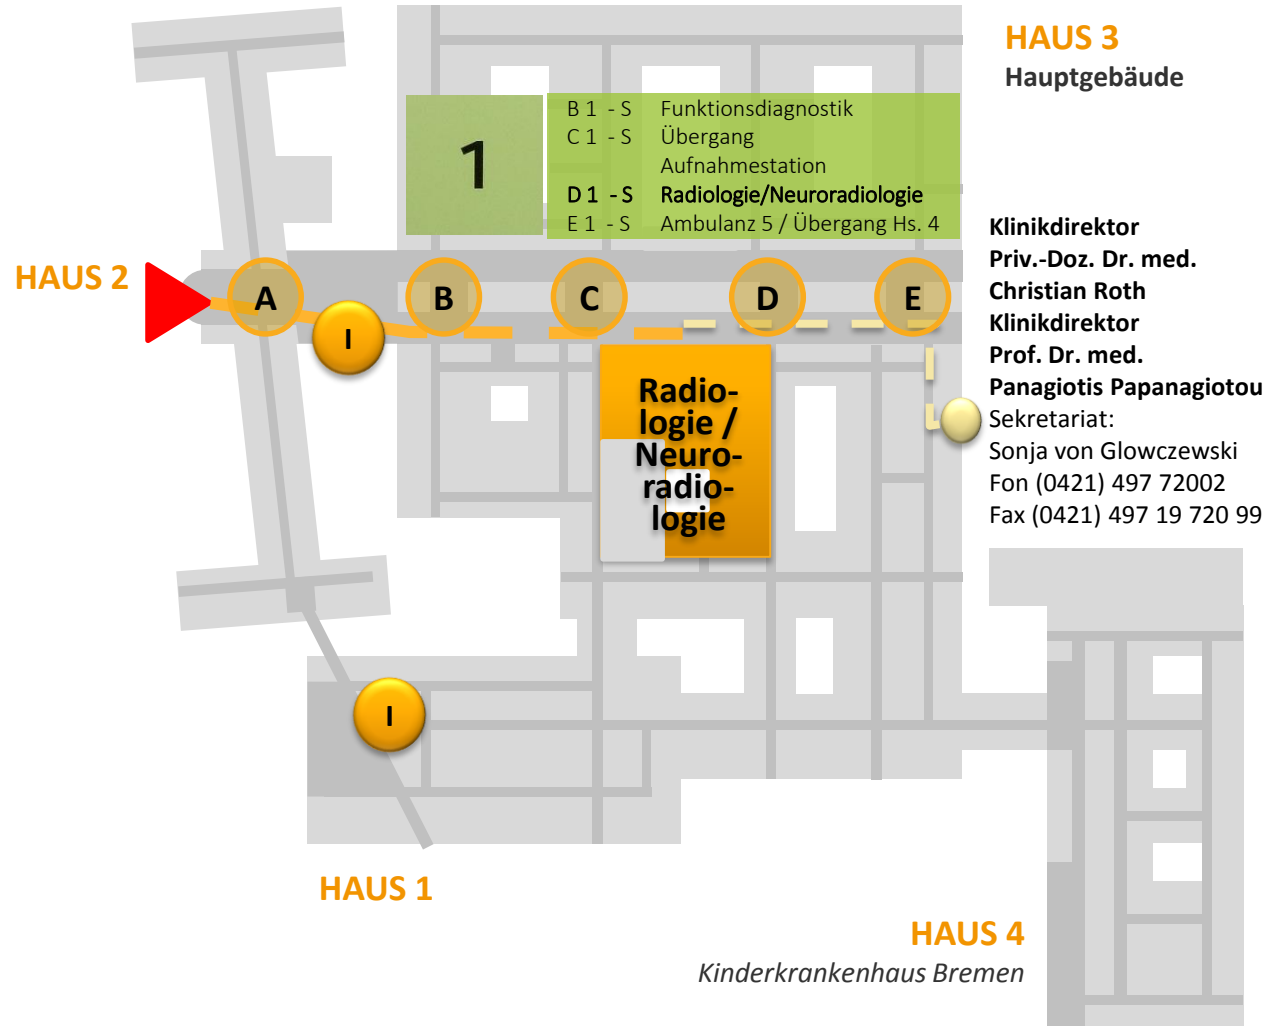 HAUS 3
Hauptgebäude
1
B 1 - S Funktionsdiagnostik
C 1 - S Übergang
Aufnahmestation
D 1 - S Radiologie/Neuroradiologie
E 1 - S Ambulanz 5 / Übergang Hs. 4
Klinikdirektor
Priv.-Doz. Dr. med.
Christian Roth
Klinikdirektor
Prof. Dr. med.
Panagiotis Papanagiotou
Sekretariat:
Sonja von Glowczewski
Fon (0421) 497 72002
Fax (0421) 497 19 720 99
HAUS 2
A
I
B
C
D
E
Radio-
logie /
Neuro-
radio-
logie
I
HAUS 1
HAUS 4
Kinderkrankenhaus Bremen